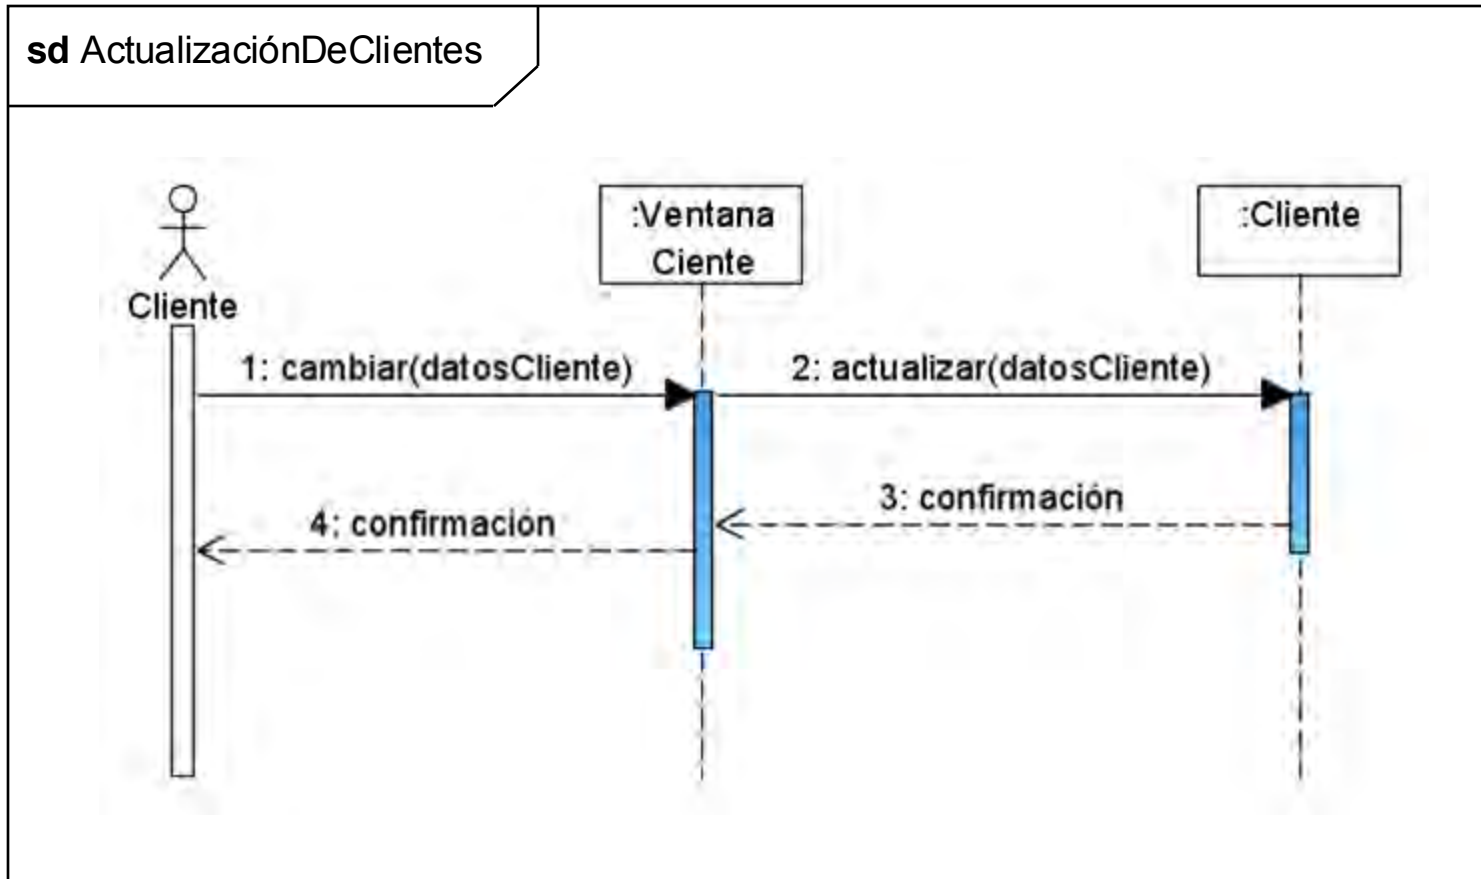 sd ActualizaciónDeClientes
:Ventana
Ciente
:Cliente
Cliente
1: cambiar(datosCliente)
2: actualizar(datosCliente)
3: confirmación
4: confirmación